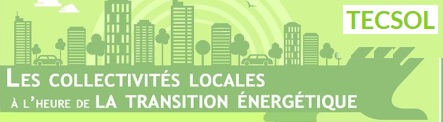 TECSOL
LES COLLECTIVITÉS LOCALES
À L'HEURE DE LA TRANSITION ÉNERGÉTIQUE